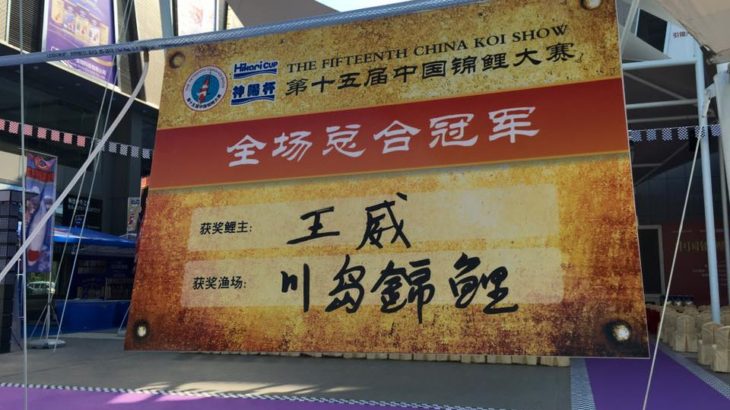 Hikari CUP
神陽杯
THE FIFTEENTH CHINA KOI SHOW
第十五届中国锦鲤大赛
全场总合冠军
获奖鲤主: 王威
获奖渔场: 川岛錦鲤